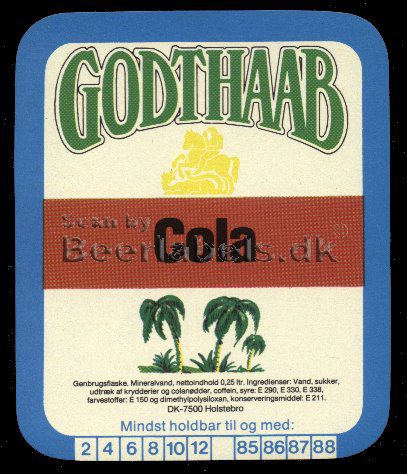 GODTHAAB
Scan by
Cola
Beerlabels.dk
Genbrugsflaske. Mineralvand, nettoindhold 0,25 ltr. Ingredienser: Vand, sukker,
udtræk af krydderier og colanødder, coffein, syre: E 290, E 330, E 338,
farvestoffer: E 150 og dimethylpolysiloxan, konserveringsmiddel: E 211.
DK-7500 Holstebro
Mindst holdbar til og med:
2 4 6 8 10 12 85 86 87 88